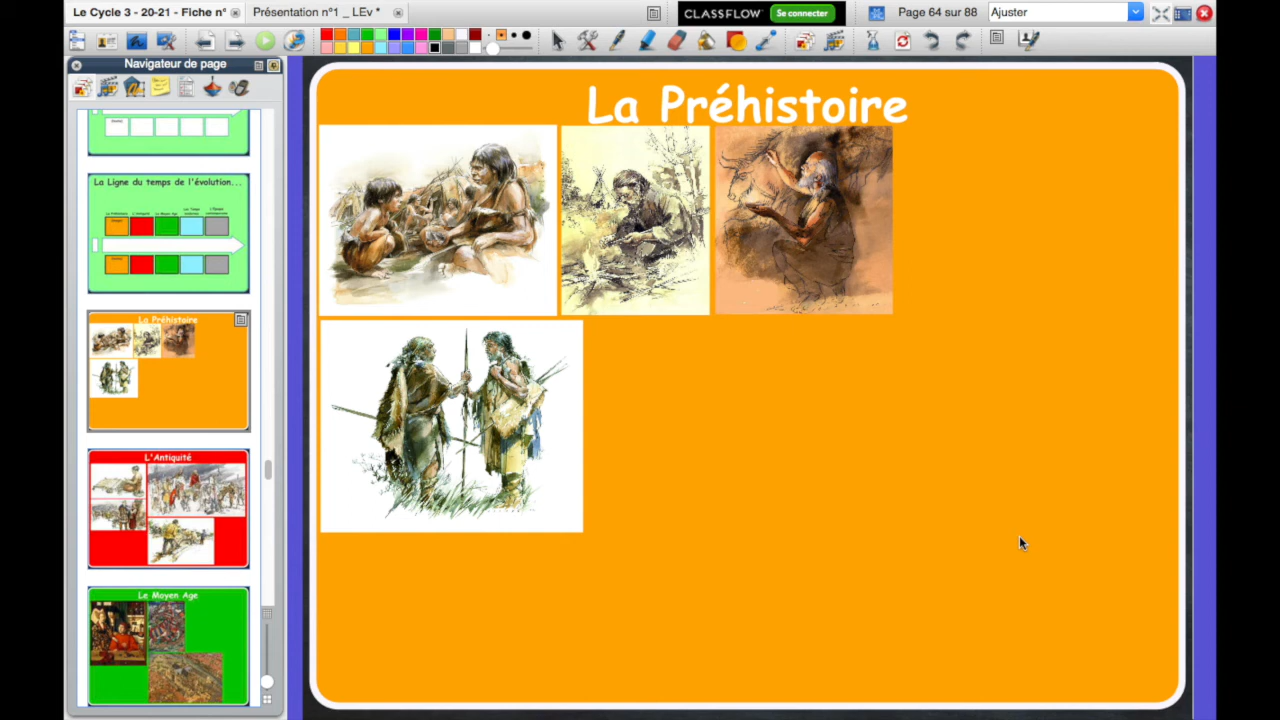 Le Cycle 3 - 20-21 - Fiche n°
Présentation n°1 _ LEv *
CLASSFLOW
Se connecter
Page 64 sur 88
Ajuster
Navigateur de page
La Préhistoire
La Ligne du temps de l'évolution...
La Préhistoire
L'Antiquité
Le Moyen Age